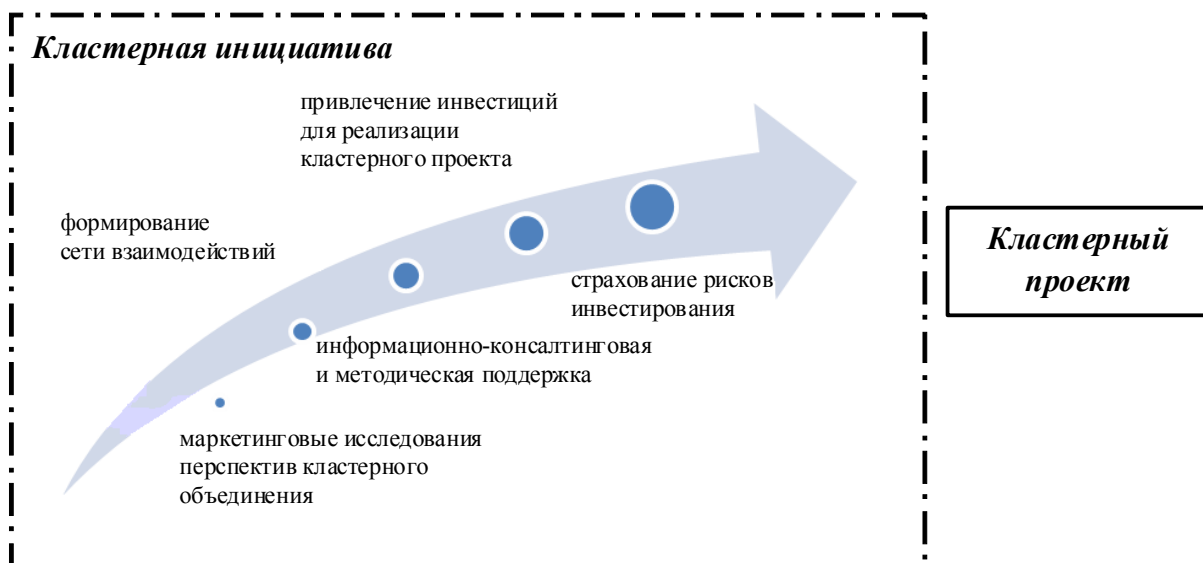 Кластерная инициатива
привлечение инвестиций
для реализации
кластерного проекта
формирование
сети взаимодействий
Кластерный
проект
страхование рисков
инвестирования
информационно-консалтинговая
и методическая поддержка
маркетинговые исследования
перспектив кластерного
объединения